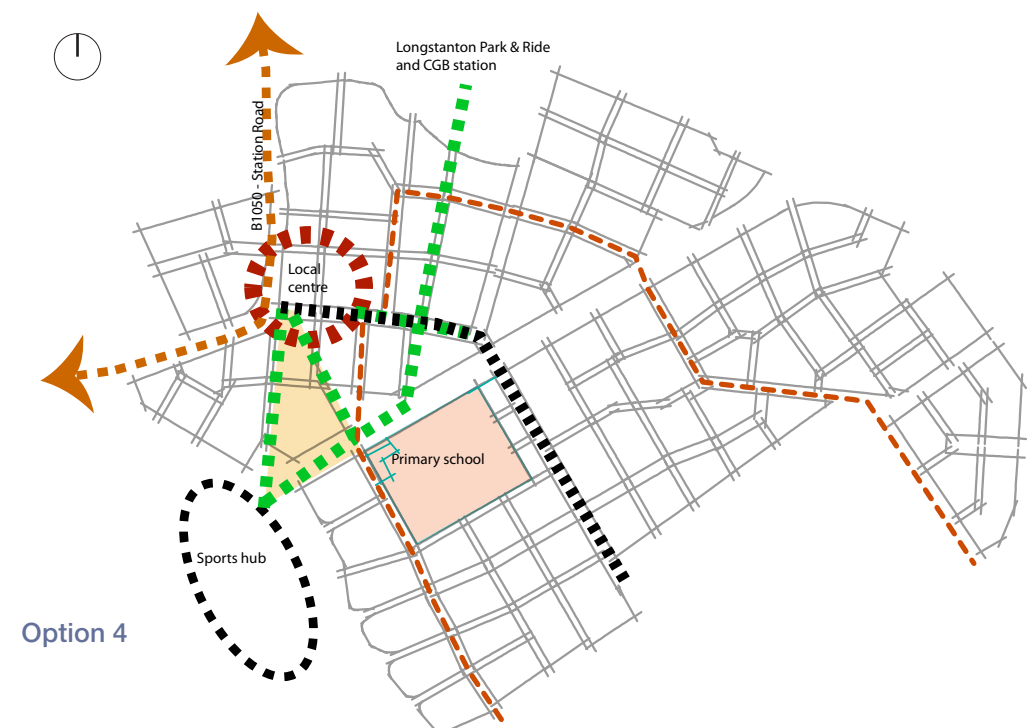 Longstanton Park & Ride
and CGB station
B1050 - Station Road
Local
centre
Primary school
Sports hub
Option 4